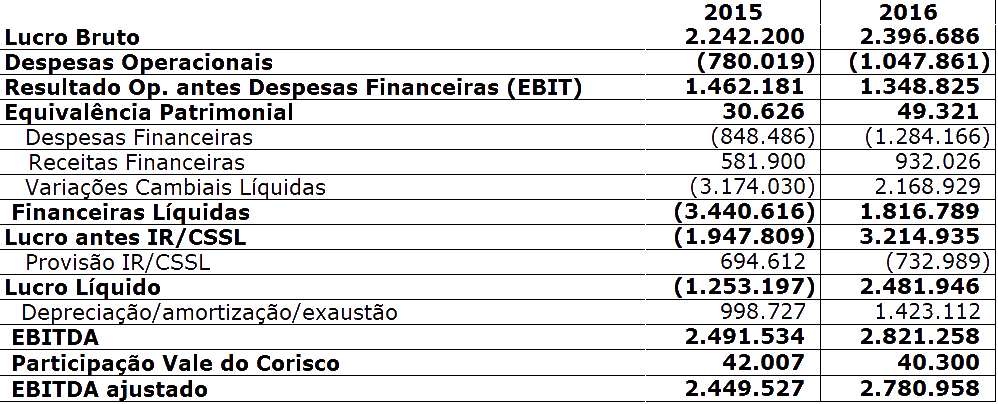 2015 2016
Lucro Bruto 2.242.200 2.396.686
Despesas Operacionais (780.019) (1.047.861)
Resultado Op. antes Despesas Financeiras (EBIT) 1.462.181 1.348.825
Equivalência Patrimonial 30.626 49.321
Despesas Financeiras (848.486) (1.284.166)
Receitas Financeiras 581.900 932.026
Variações Cambiais Líquidas (3.174.030) 2.168.929
Financeiras Líquidas (3.440.616) 1.816.789
Lucro antes IR/CSSL (1.947.809) 3.214.935
Provisão IR/CSSL 694.612 (732.989)
Lucro Líquido (1.253.197) 2.481.946
Depreciação/amortização/exaustão 998.727 1.423.112
EBITDA 2.491.534 2.821.258
Participação Vale do Corisco 42.007 40.300
EBITDA ajustado 2.449.527 2.780.958